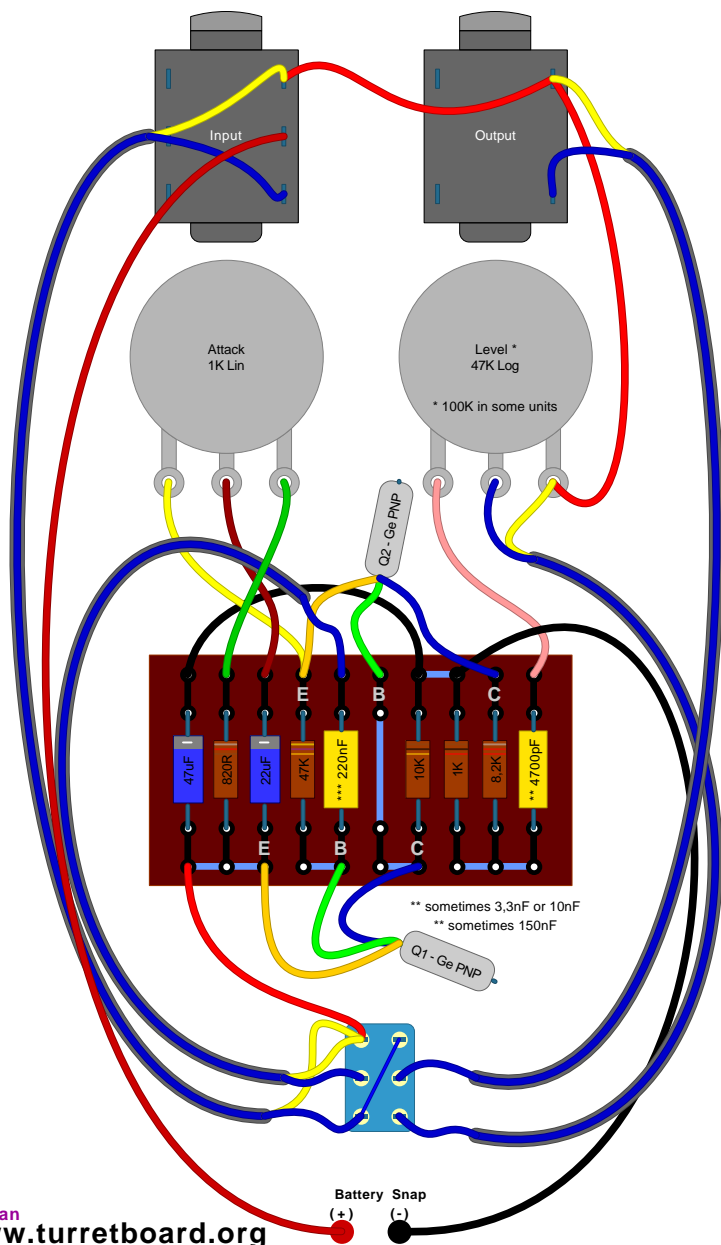 Input
Output
Attack
1K Lin
Level *
47K Log
* 100K in some units
Q2 - Ge PNP
E
B
C
47uF
820R
22uF
47K
*** 220nF
10K
1K
8,2K
** 4700pF
E
B
C
** sometimes 3,3nF or 10nF
** sometimes 150nF
Q1 - Ge PNP
Battery Snap
(+) (-)
an
w.turretboard.org